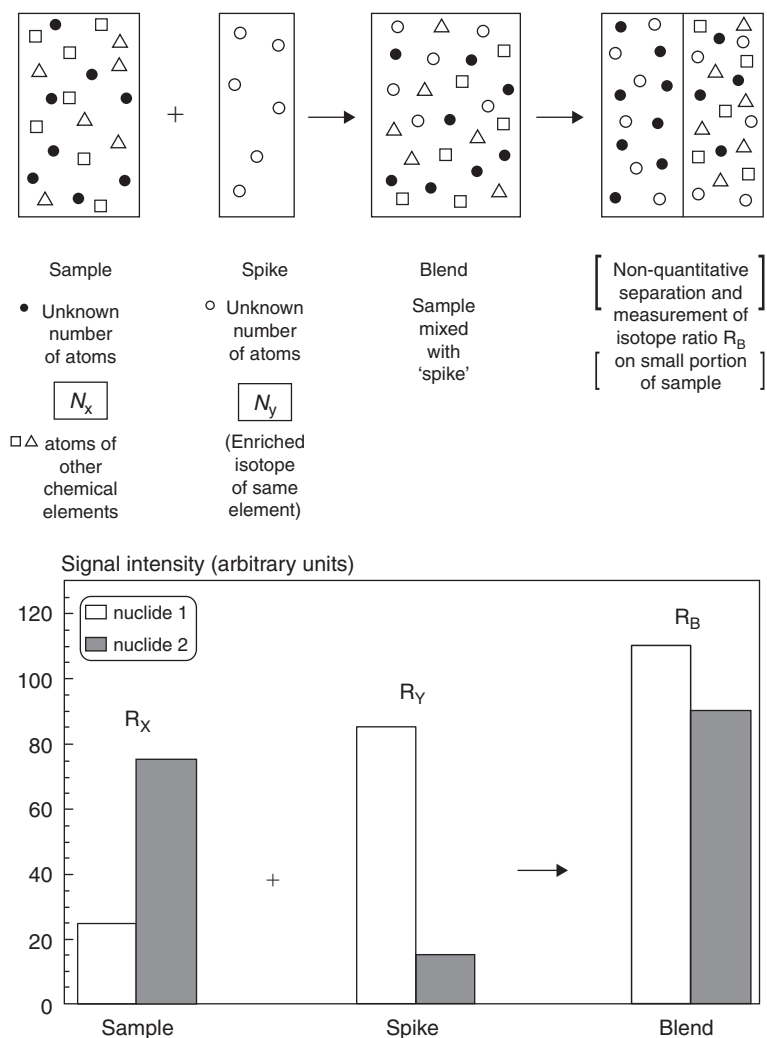 +
Sample
Unknown
number
of atoms
Nx
atoms of
other
chemical
elements
Spike
Unknown
number
of atoms
Ny
(Enriched
isotope
of same
element)
Blend
Sample
mixed
with
‘spike’
Non-quantitative
separation and
measurement of
isotope ratio RB
on small portion
of sample
Signal intensity (arbitrary units)
120
100
80
60
40
20
0
nuclide 1
nuclide 2
RX
RY
RB
+
Sample
Spike
Blend